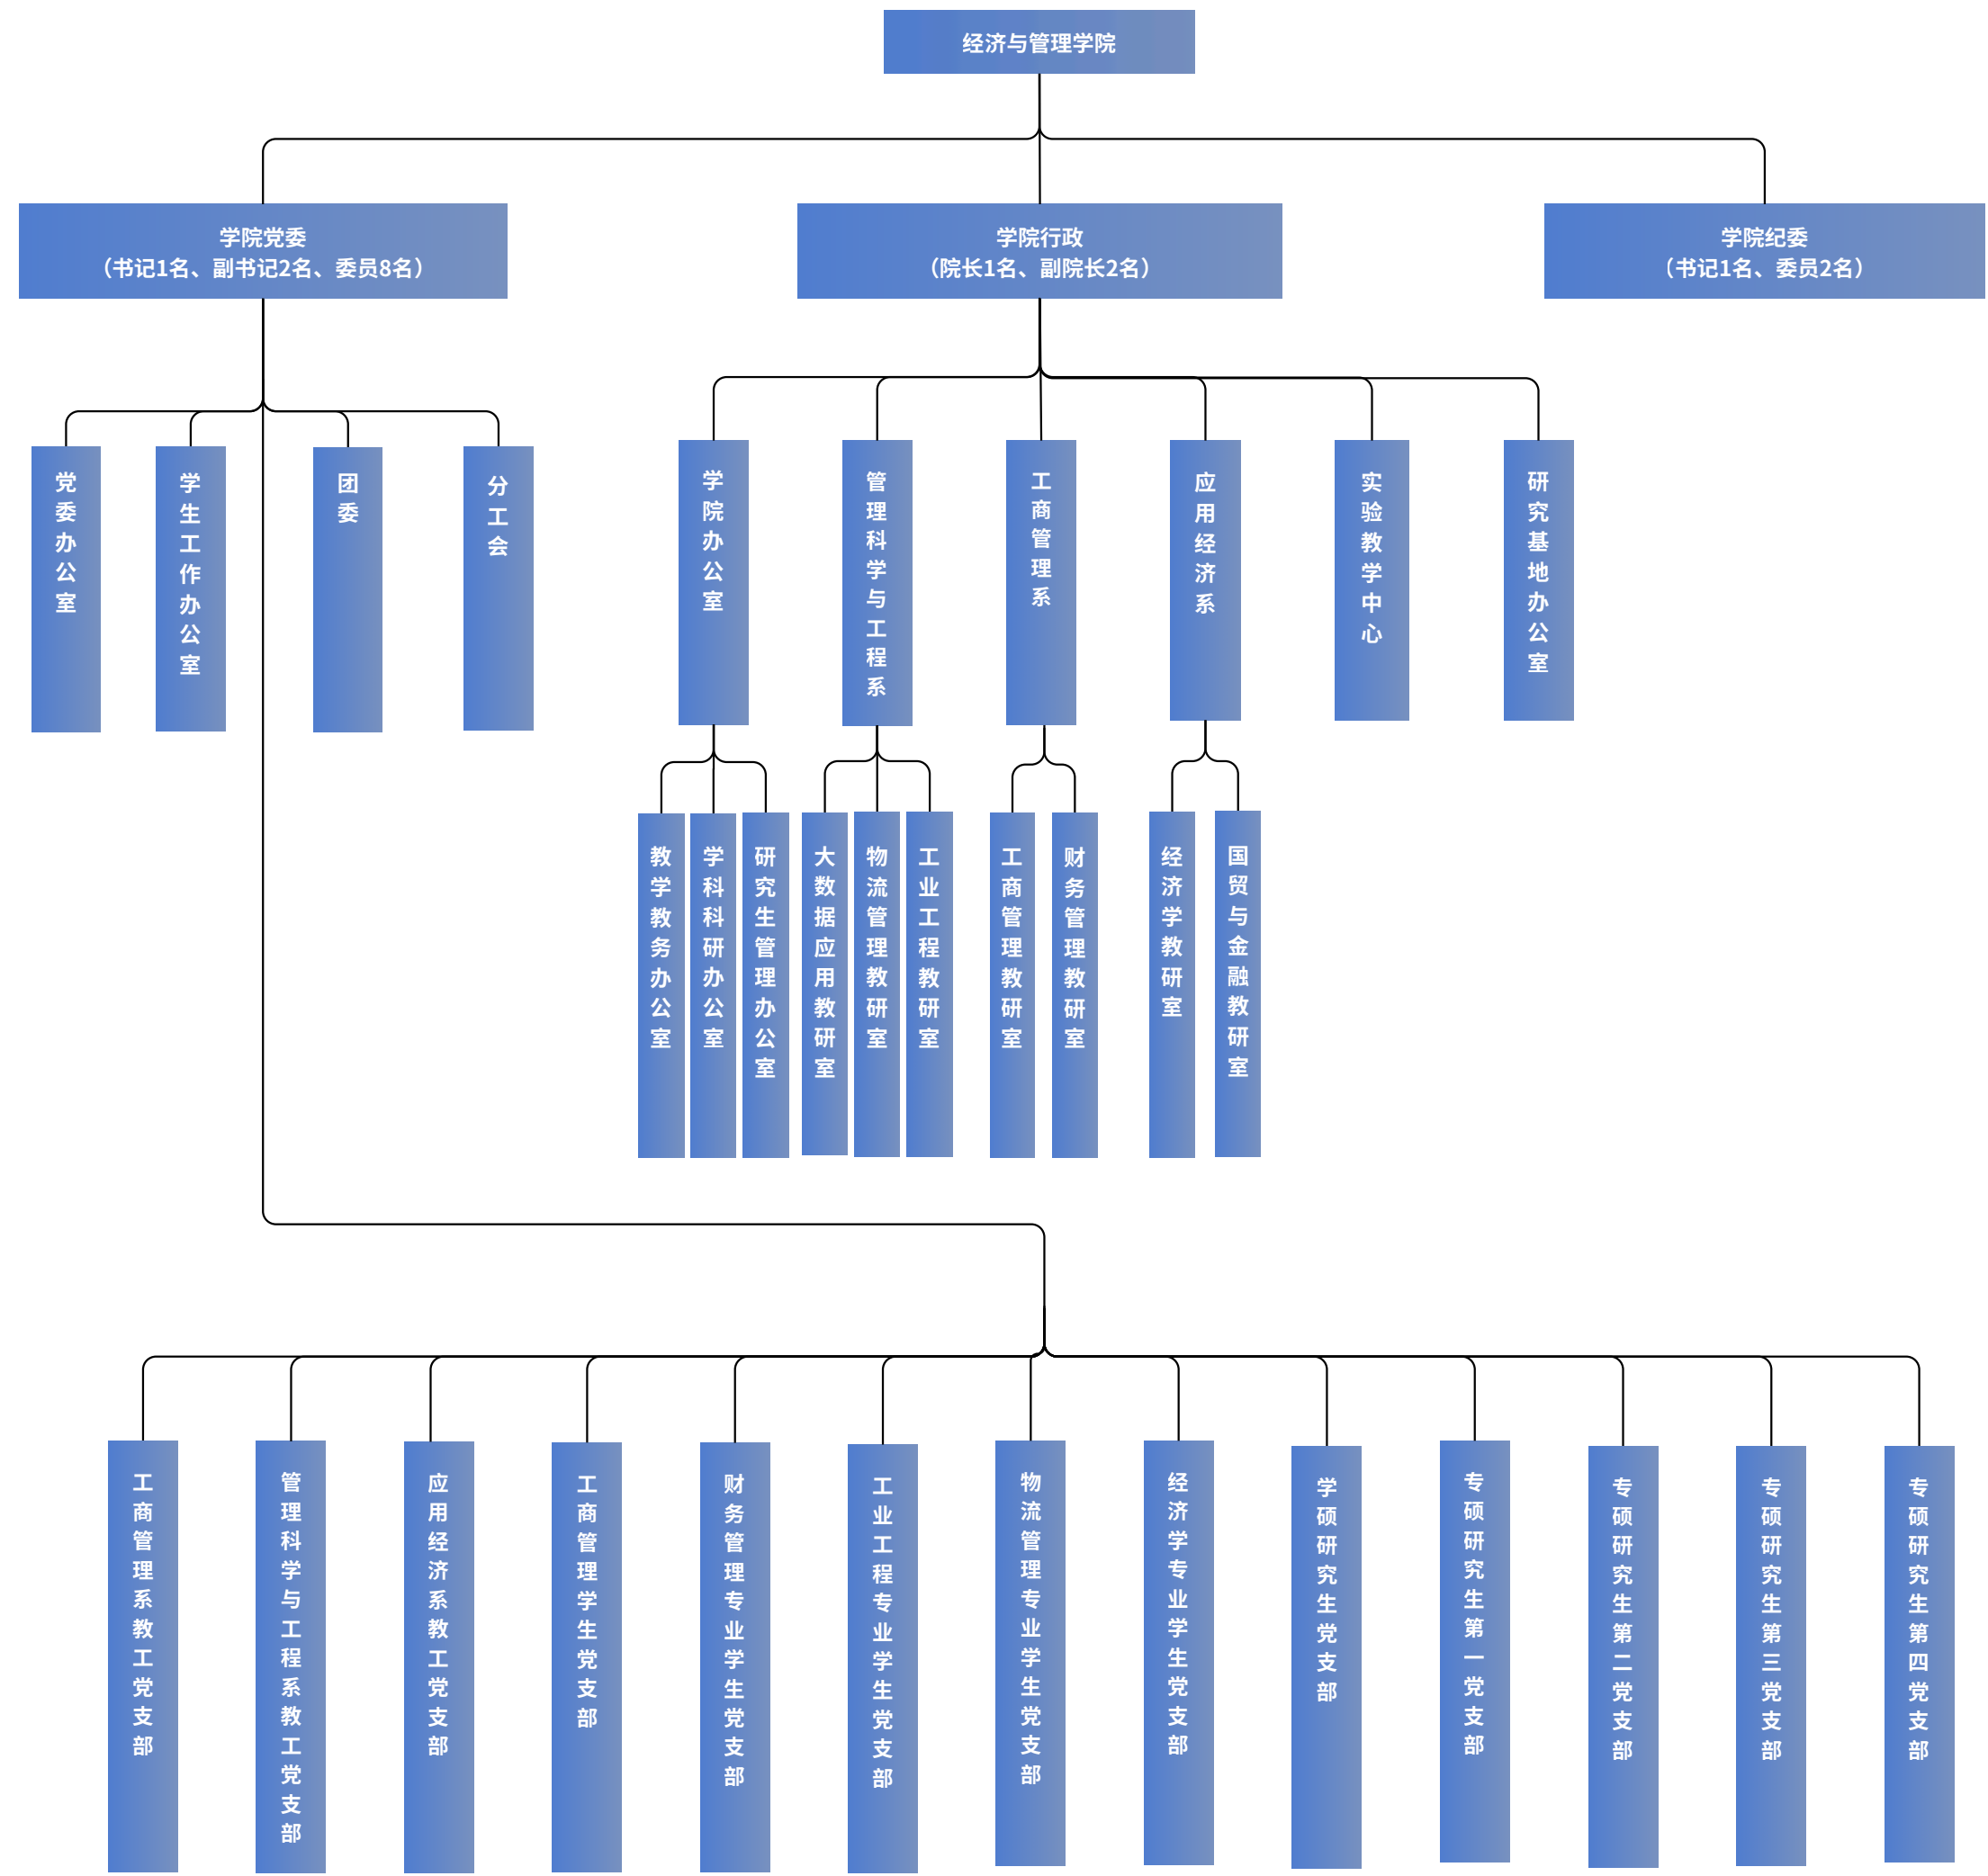 经济与管理学院
学院党委
（书记1名、副书记2名、委员8名）
学院行政
（院长1名、副院长2名）
学院纪委
（书记1名、委员2名）
党委办公室
学生工作办公室
团委
分工会
学院办公室
管理科学与工程系
工商管理系
应用经济系
实验教学中心
研究基地办公室
教学教务办公室
学科科研办公室
研究生管理办公室
大数据应用教研室
物流管理教研室
工业工程教研室
工商管理教研室
财务管理教研室
经济学教研室
国贸与金融教研室
工商管理系教工党支部
管理科学与工程系教工党支部
应用经济系教工党支部
工商管理学生党支部
财务管理专业学生党支部
工业工程专业学生党支部
物流管理专业学生党支部
经济学专业学生党支部
学硕研究生党支部
专硕研究生第一党支部
专硕研究生第二党支部
专硕研究生第三党支部
专硕研究生第四党支部